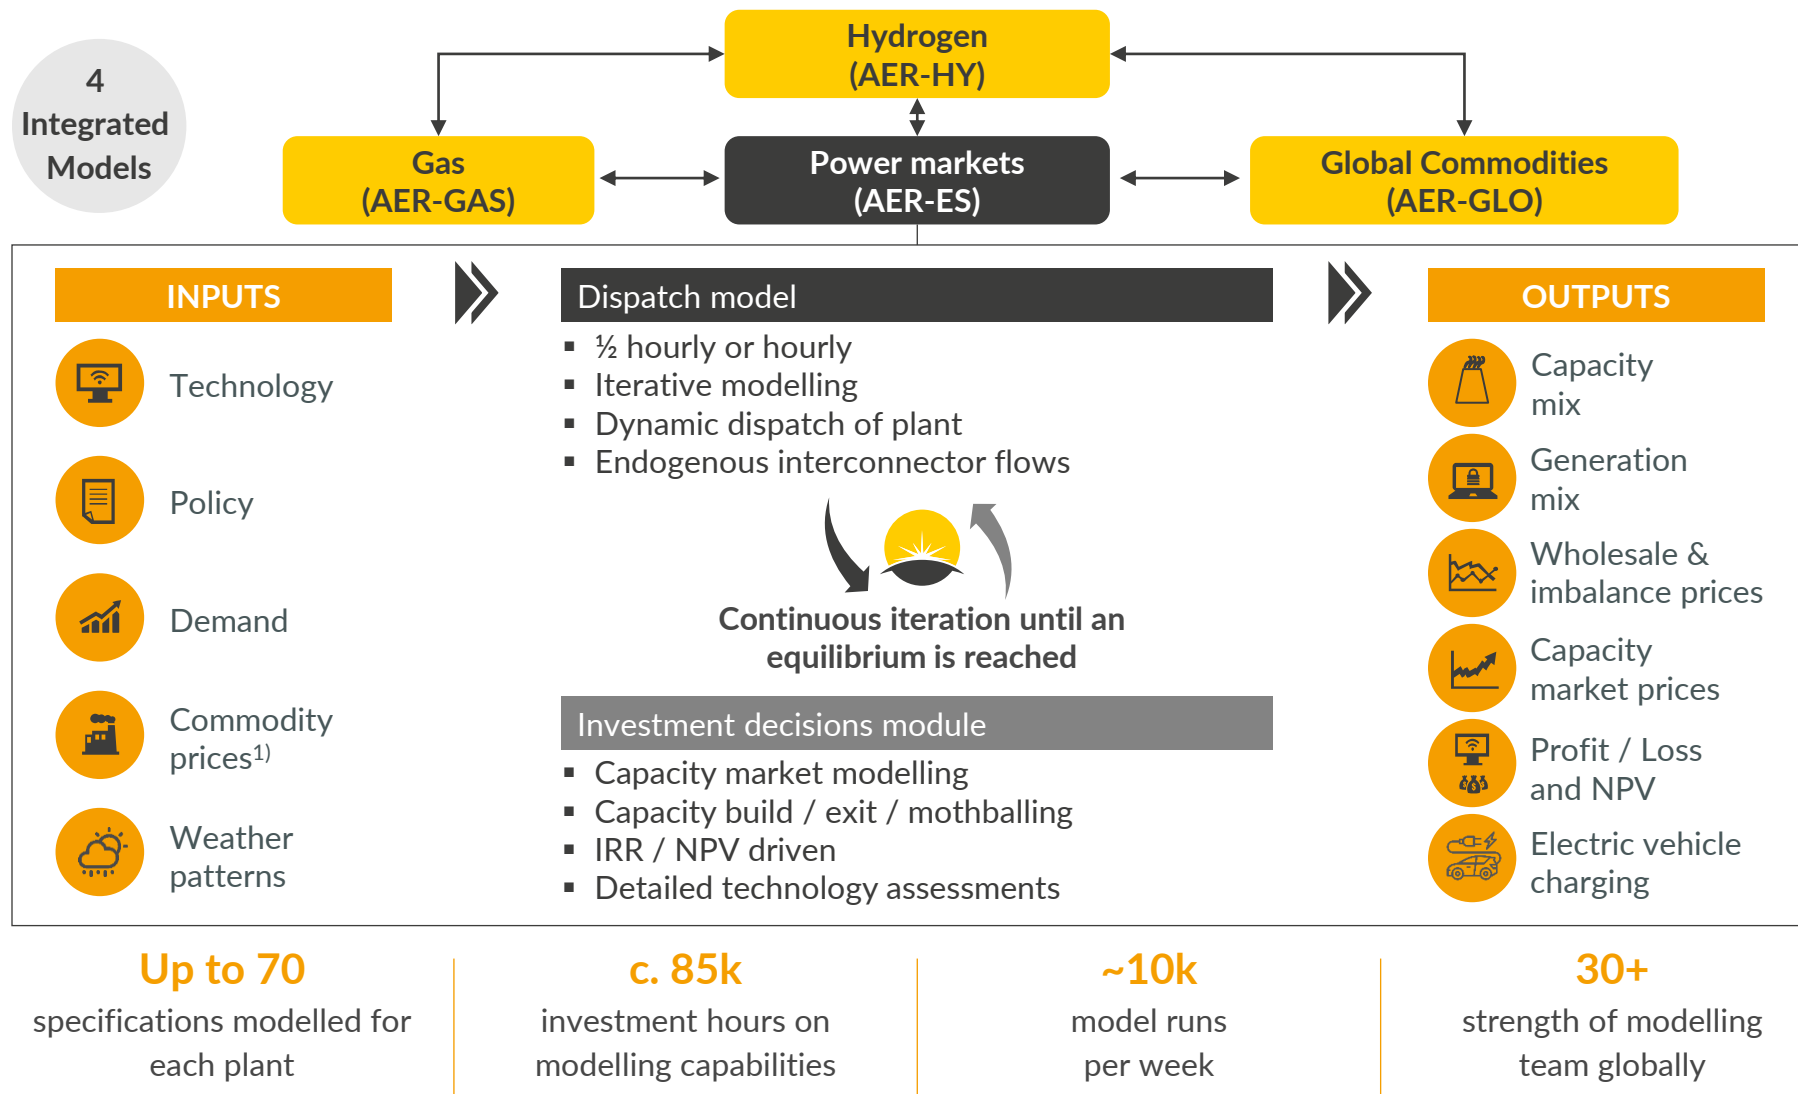 4
Integrated
Models
Hydrogen
(AER-HY)
Gas
(AER-GAS)
Power markets
(AER-ES)
Global Commodities
(AER-GLO)
INPUTS
Technology
Policy
Demand
Commodity
prices1)
Weather
patterns
Dispatch model
▪ ½ hourly or hourly
▪ Iterative modelling
▪ Dynamic dispatch of plant
▪ Endogenous interconnector flows
Continuous iteration until an
equilibrium is reached
Investment decisions module
▪ Capacity market modelling
▪ Capacity build / exit / mothballing
▪ IRR / NPV driven
▪ Detailed technology assessments
OUTPUTS
Capacity
mix
Generation
mix
Wholesale &
imbalance prices
Capacity
market prices
Profit / Loss
and NPV
Electric vehicle
charging
Up to 70
specifications modelled for
each plant
c. 85k
investment hours on
modelling capabilities
~10k
model runs
per week
30+
strength of modelling
team globally